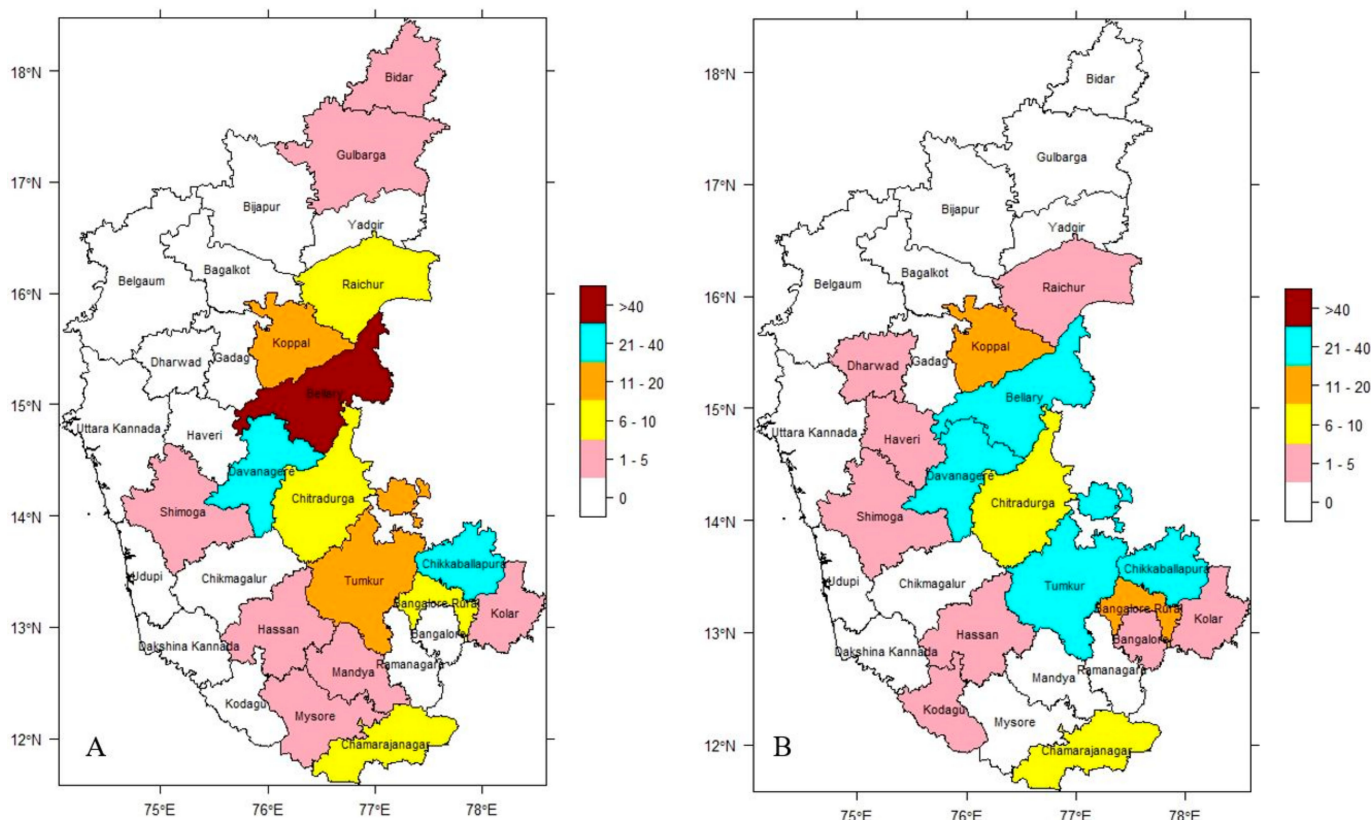 18°N
17°N
16°N
15°N
14°N
13°N
12°N
75°E
76°E
77°E
78°E
Bidar
Gulbarga
Bijapur
Yadgir
Belgaum
Bagalkot
Raichur
Koppal
Dharwad
Gadag
Bellary
Uttara Kannada
Haveri
Davanagere
Chitradurga
Shimoga
Chikkaballapura
Udupi
Chikmagalur
Tumkur
Bangalore Rural
Kolar
Hassan
Bangalore
Dakshina Kannada
Mandya
Ramanagara
Kodagu
Mysore
Chamarajanagar
A
>40
21 - 40
11 - 20
6 - 10
1 - 5
0
18°N
17°N
16°N
15°N
14°N
13°N
12°N
75°E
76°E
77°E
78°E
Bidar
Gulbarga
Bijapur
Yadgir
Belgaum
Bagalkot
Raichur
Koppal
Dharwad
Gadag
Bellary
Uttara Kannada
Haveri
Davanagere
Chitradurga
Shimoga
Chikkaballapura
Udupi
Chikmagalur
Tumkur
Bangalore Rural
Kolar
Hassan
Bangalore
Dakshina Kannada
Mandya
Ramanagara
Kodagu
Mysore
Chamarajanagar
B
>40
21 - 40
11 - 20
6 - 10
1 - 5
0